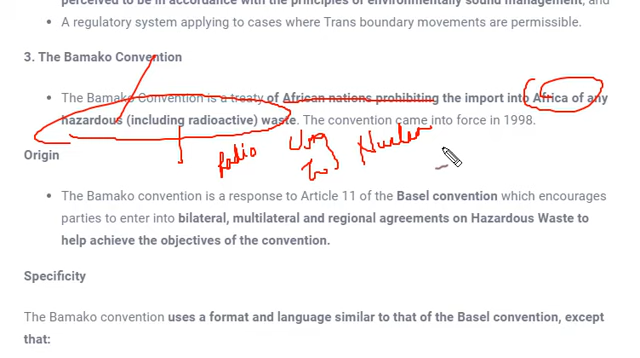 perceived to be in accordance with the principles of environmentally sound management; and
• A regulatory system applying to cases where Trans boundary movements are permissible.
3. The Bamako Convention
• The Bamako Convention is a treaty of African nations prohibiting the import into Africa of any
hazardous (including radioactive) waste. The convention came into force in 1998.
Radio
Nuclear
Origin
• The Bamako convention is a response to Article 11 of the Basel convention which encourages
parties to enter into bilateral, multilateral and regional agreements on Hazardous Waste to
help achieve the objectives of the convention.
Specificity
The Bamako convention uses a format and language similar to that of the Basel convention, except
that: